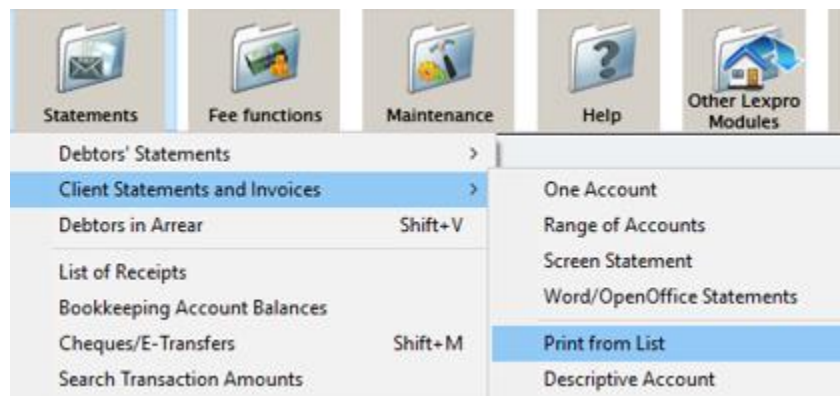 Statements
Fee functions
Maintenance
Help
Other Lexpro
Modules
Debtors' Statements >
Client Statements and Invoices >
Debtors in Arrear Shift+V
List of Receipts
Bookkeeping Account Balances
Cheques/E-Transfers Shift+M
Search Transaction Amounts
One Account
Range of Accounts
Screen Statement
Word/OpenOffice Statements
Print from List
Descriptive Account